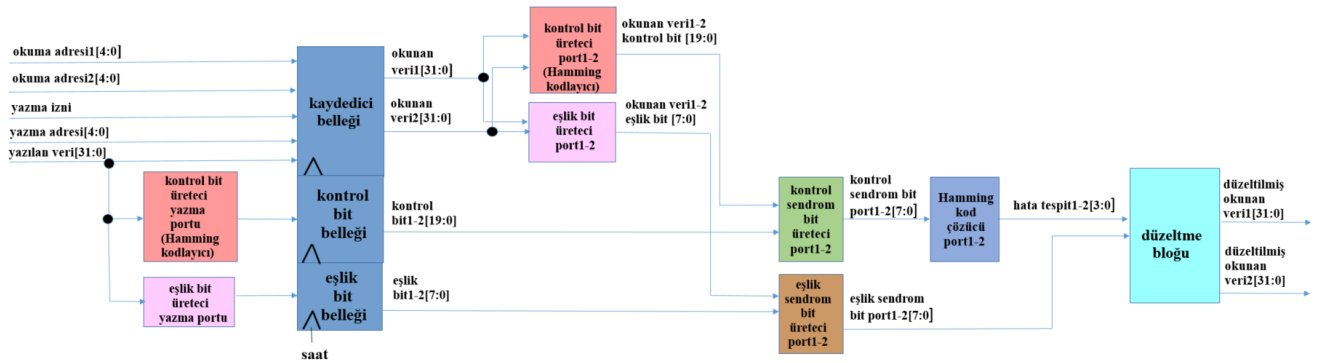 okuma adresi1[4:0]
okuma adresi2[4:0]
yazma izni
yazma adresi[4:0]
yazılan veri[31:0]
kontrol bit
üreteci
yazma
portu
(Hamming
kodlayıcı)
eşlik bit
üreteci
yazma portu
kaydedici
belleği
kontrol
bit
belleği
eşlik
bit
belleği
saat
okunan
veri1[31:0]
okunan
veri2[31:0]
kontrol
bit1-2[19:0]
eşlik
bit1-2[7:0]
kontrol bit
üreteci
port1-2
(Hamming
kodlayıcı)
eşlik bit
üreteci
port1-2
okunan veri1-2
kontrol bit [19:0]
okunan veri1-2
eşlik bit [7:0]
kontrol
sendrom
bit
üreteci
port1-2
eşlik
sendrom
bit
üreteci
port1-2
kontrol
sendrom bit
port1-2[7:0]
eşlik sendrom
bit port1-2[7:0]
Hamming
kod
çözücü
port1-2
hata tespit1-2[3:0]
düzeltme
bloğu
düzeltilmiş
okunan
veri1[31:0]
düzeltilmiş
okunan
veri2[31:0]